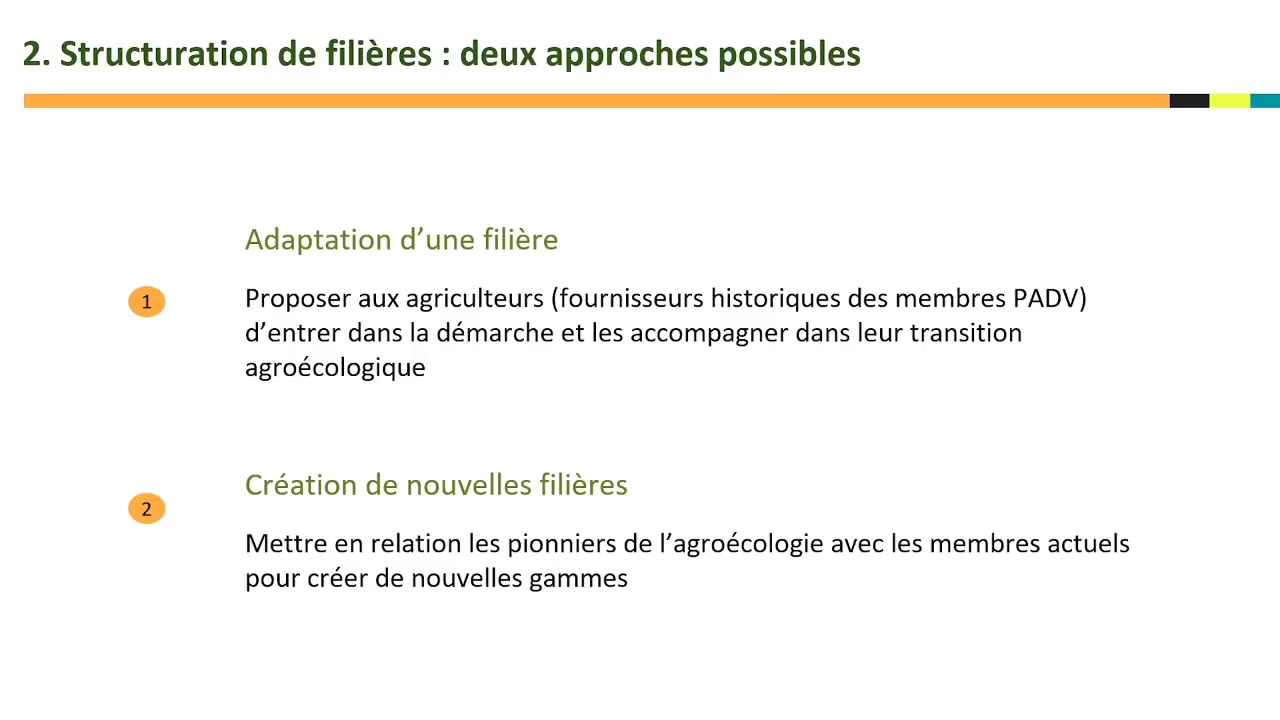 2. Structuration de filières : deux approches possibles
Adaptation d’une filière
1
Proposer aux agriculteurs (fournisseurs historiques des membres PADV)
d’entrer dans la démarche et les accompagner dans leur transition
agroécologique
Création de nouvelles filières
2
Mettre en relation les pionniers de l’agroécologie avec les membres actuels
pour créer de nouvelles gammes